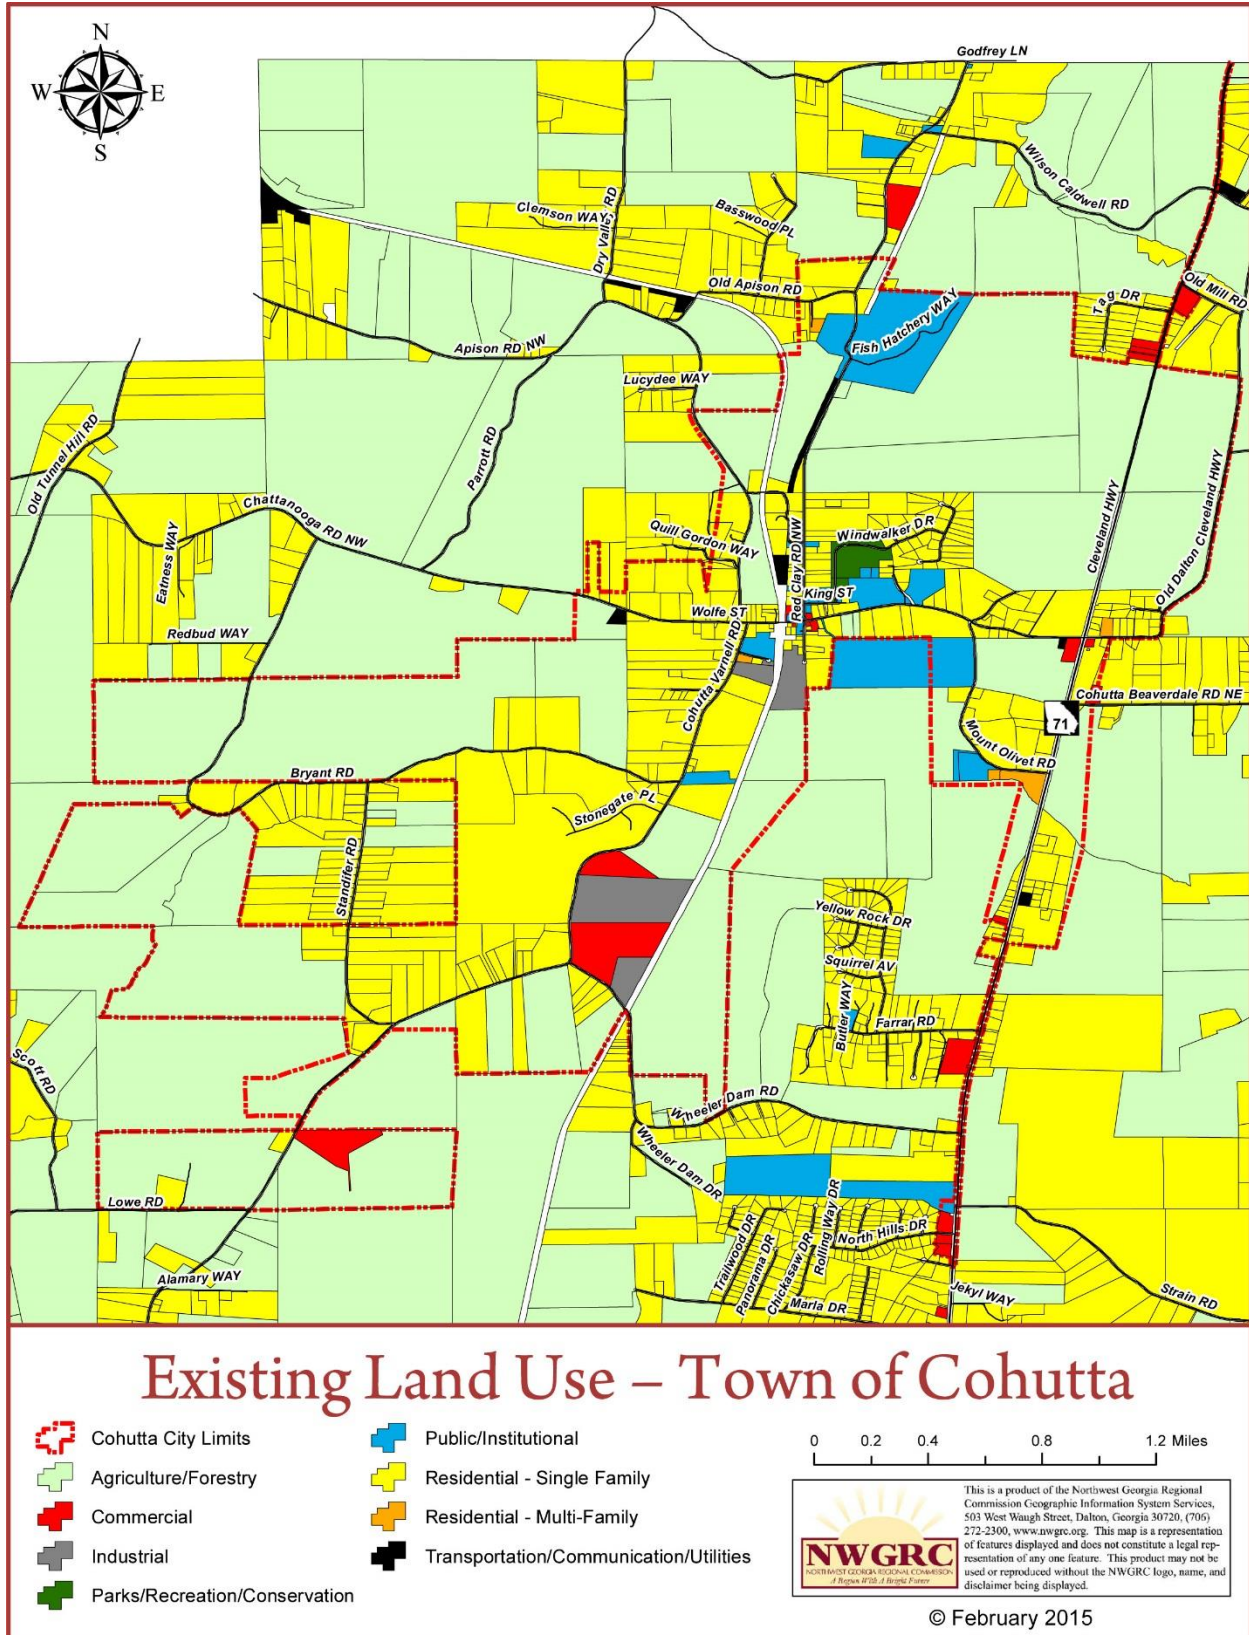 N
W
E
S
Godfrey LN
Wilson Caldwell RD
Clemson WAY
Basswood PL
Dry Valley RD
Old Apison RD
Old Mill RD
Tag DR
Fish Hatchery WAY
Apison RD NW
Lucydee WAY
Parrott RD
Old Tunnel Hill RD
Chattanooga RD NW
Eatness WAY
Quill Gordon WAY
Windwalker DR
Cleveland HWY
Old Dalton Cleveland HWY
Red Clay RD NW
King ST
Wolfe ST
Redbud WAY
Cohutta Varnell RD
Cohutta Beaverdale RD NE
71
Mount Olivet RD
Bryant RD
Stonegate PL
Standifer RD
Yellow Rock DR
Squirrel AV
Butler WAY
Farrar RD
Scott RD
Wheeler Dam RD
Wheeler Dam DR
Lowe RD
Trailwood DR
Panorama DR
Chickasaw DR
Rolling Way DR
North Hills DR
Alamary WAY
Marla DR
Jekyl WAY
Strain RD
Existing Land Use – Town of Cohutta
Cohutta City Limits
Agriculture/Forestry
Commercial
Industrial
Parks/Recreation/Conservation
Public/Institutional
Residential - Single Family
Residential - Multi-Family
Transportation/Communication/Utilities
0 0.2 0.4 0.8 1.2 Miles
NWGRC
NORTHWEST GEORGIA REGIONAL COMMISSION
A Region With A Bright Future
This is a product of the Northwest Georgia Regional
Commission Geographic Information System Services,
503 West Waugh Street, Dalton, Georgia 30720, (706)
272-2300, www.nwgrc.org. This map is a representation
of features displayed and does not constitute a legal rep-
resentation of any one feature. This product may not be
used or reproduced without the NWGRC logo, name, and
disclaimer being displayed.
© February 2015